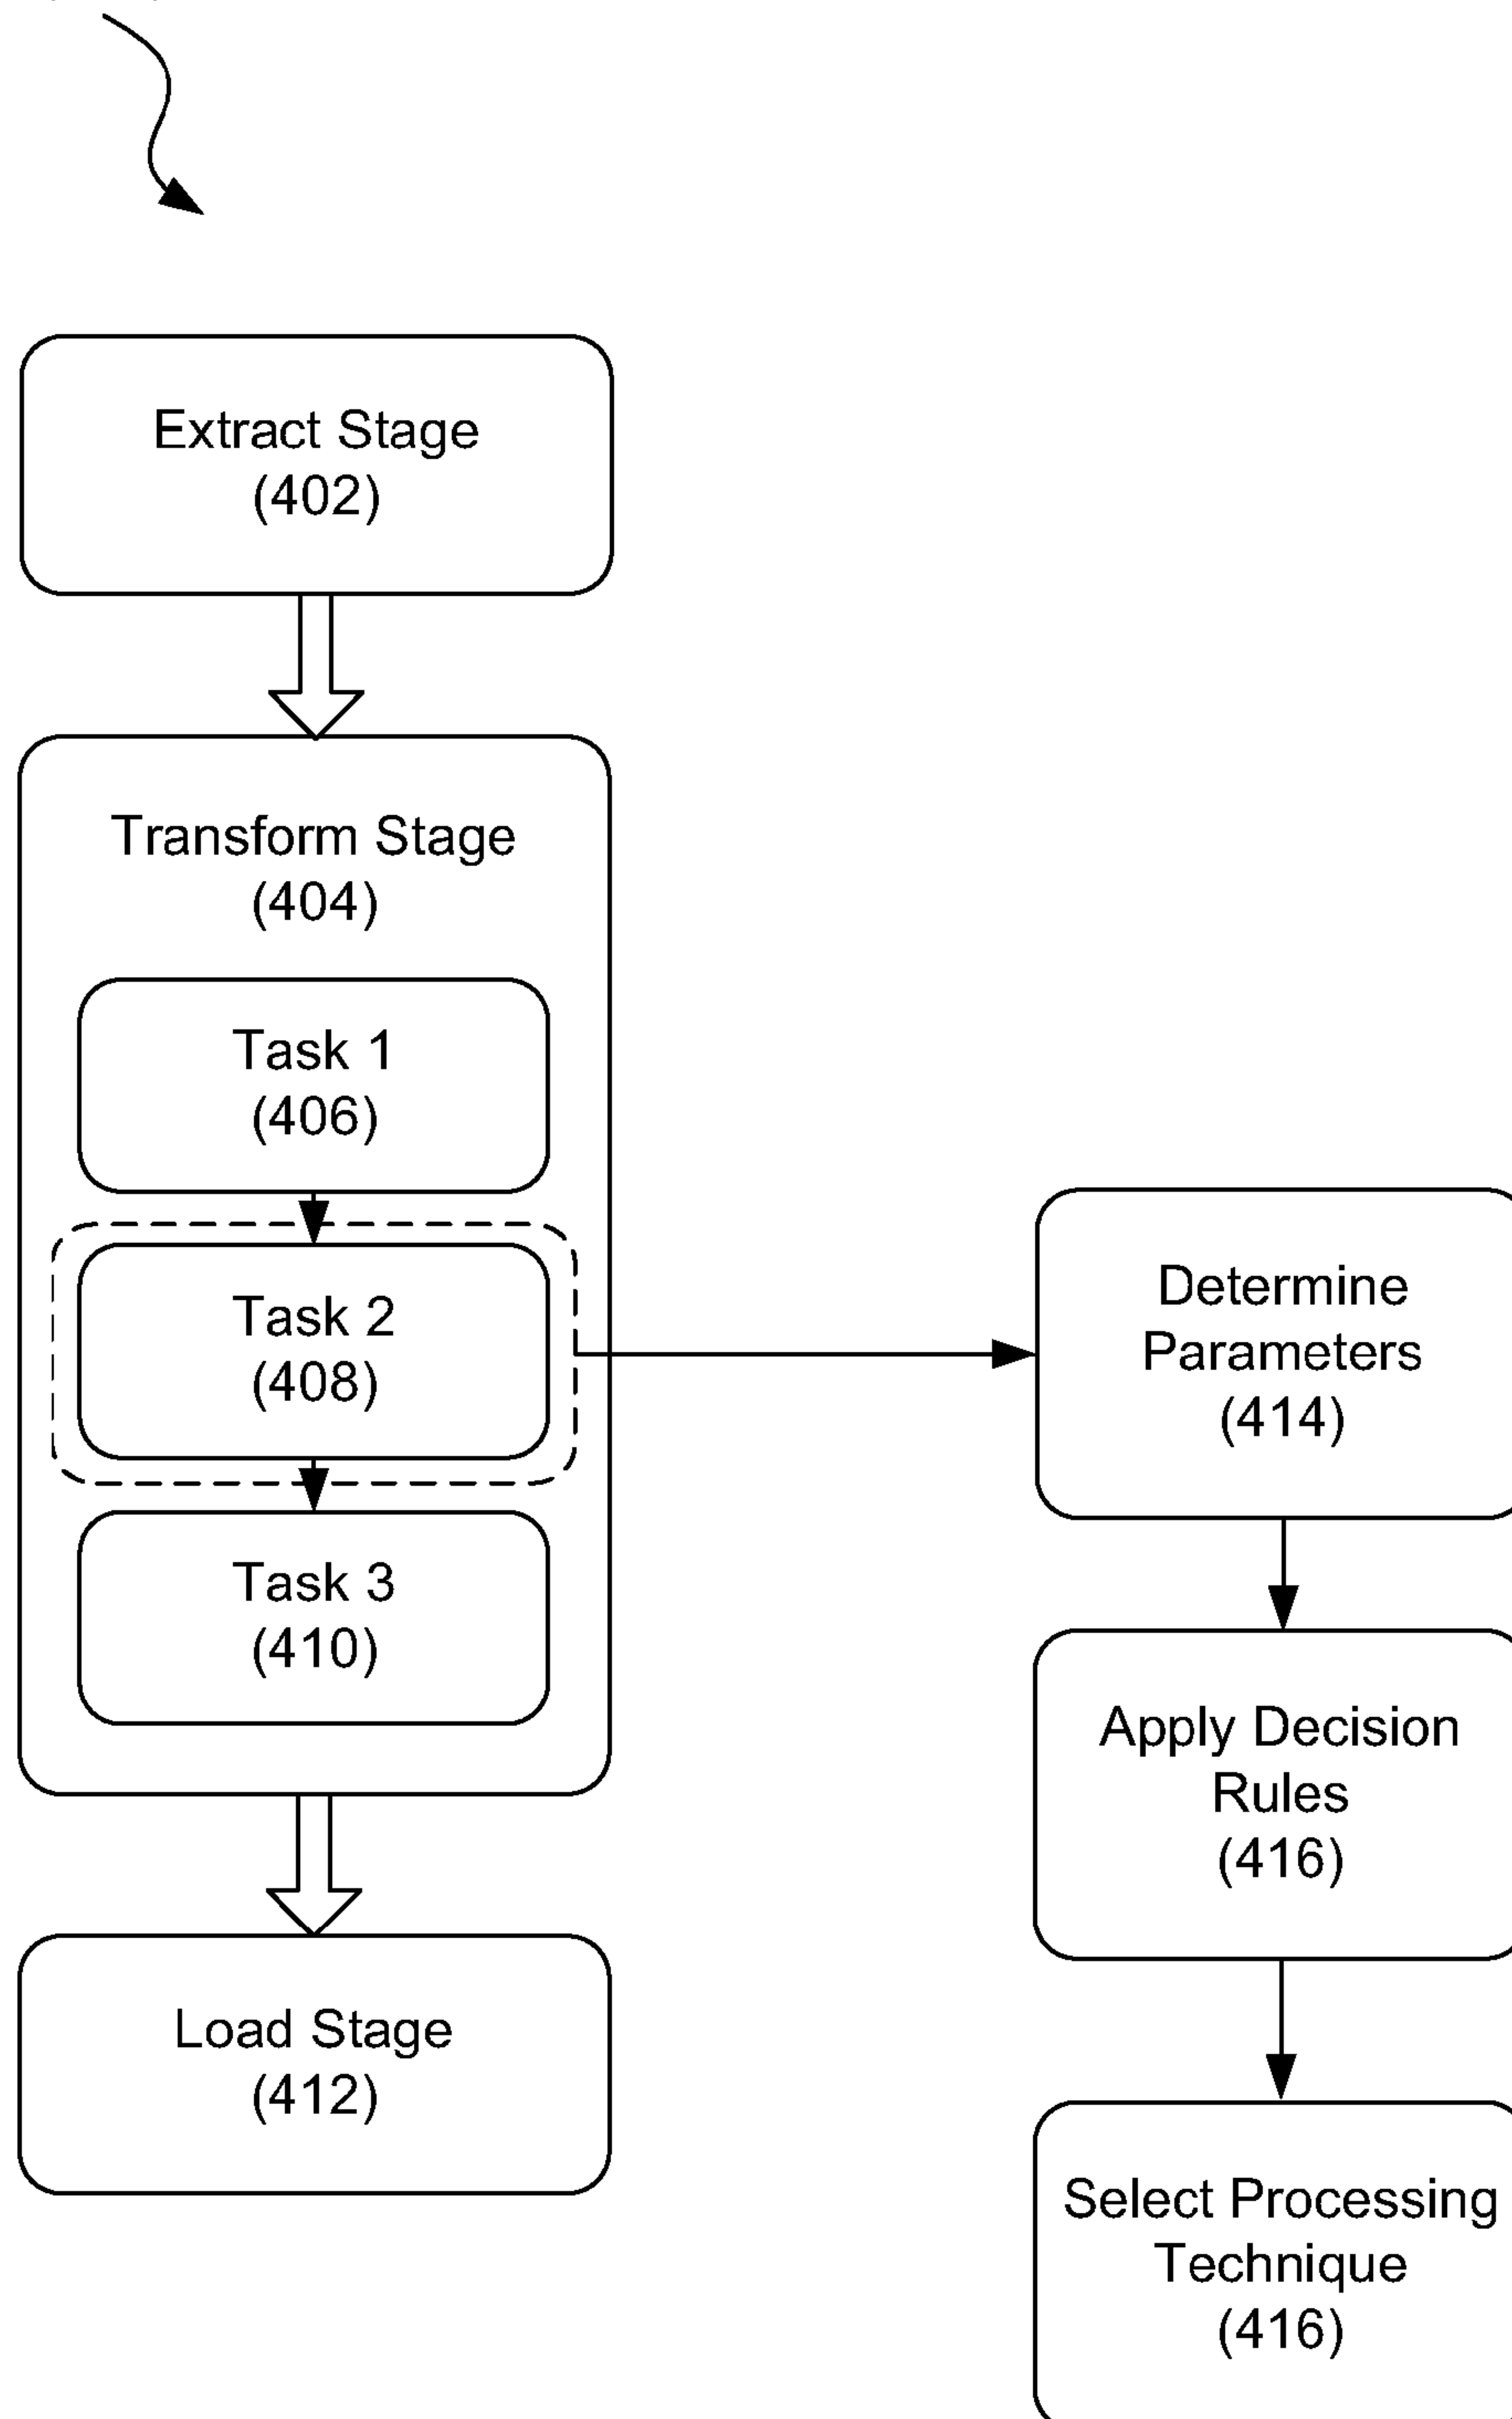 Extract Stage
(402)
Transform Stage
(404)
Task 1
(406)
Task 2
(408)
Task 3
(410)
Load Stage
(412)
Determine
Parameters
(414)
Apply Decision
Rules
(416)
Select Processing
Technique
(416)